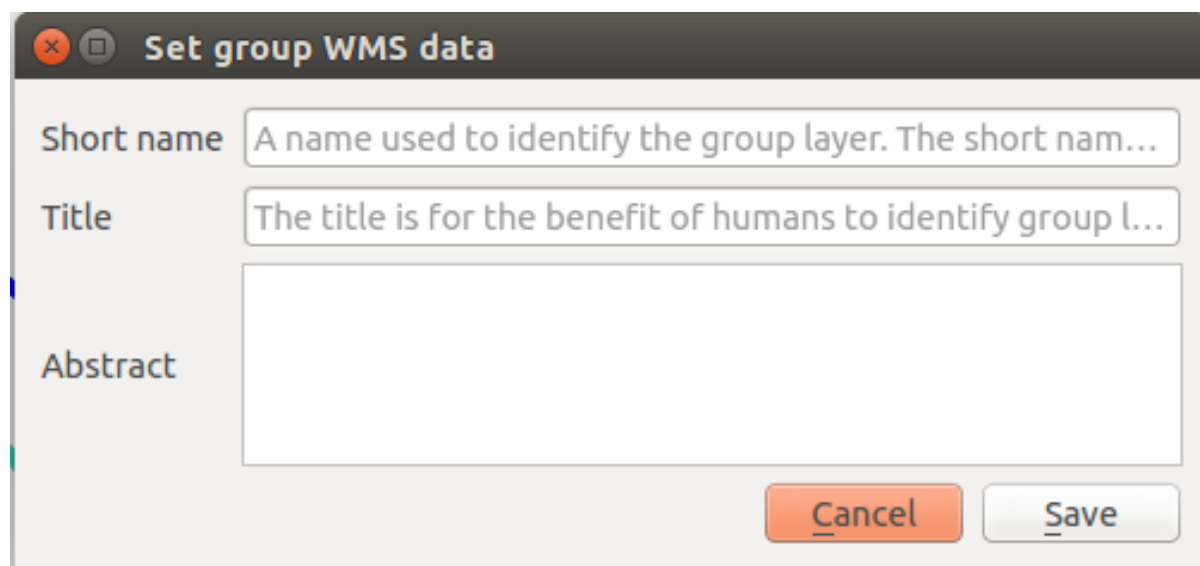 Set group WMS data
Short name A name used to identify the group layer. The short nam...
Title The title is for the benefit of humans to identify group l...
Abstract
Cancel Save